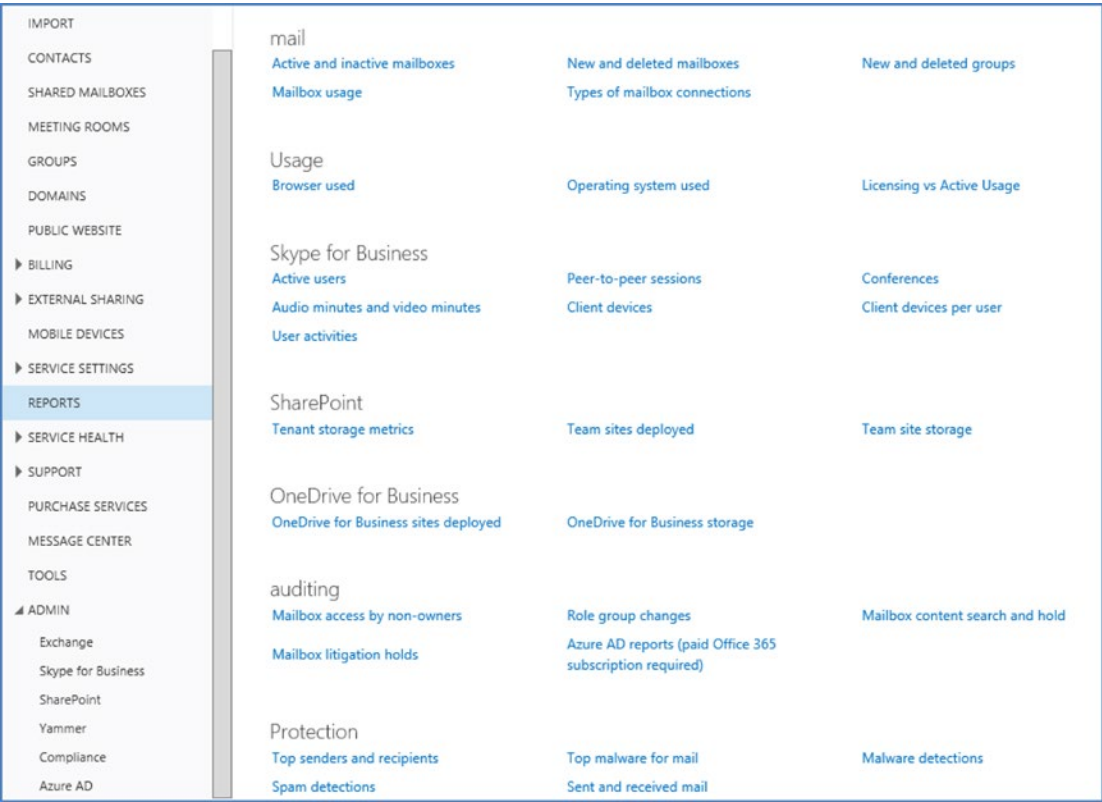 IMPORT
CONTACTS
SHARED MAILBOXES
MEETING ROOMS
GROUPS
DOMAINS
PUBLIC WEBSITE
BILLING
EXTERNAL SHARING
MOBILE DEVICES
SERVICE SETTINGS
REPORTS
SERVICE HEALTH
SUPPORT
PURCHASE SERVICES
MESSAGE CENTER
TOOLS
ADMIN
Exchange
Skype for Business
SharePoint
Yammer
Compliance
Azure AD
mail
Active and inactive mailboxes New and deleted mailboxes New and deleted groups
Mailbox usage Types of mailbox connections
Usage
Browser used Operating system used Licensing vs Active Usage
Skype for Business
Active users Peer-to-peer sessions Conferences
Audio minutes and video minutes Client devices Client devices per user
User activities
SharePoint
Tenant storage metrics Team sites deployed Team site storage
OneDrive for Business
OneDrive for Business sites deployed OneDrive for Business storage
auditing
Mailbox access by non-owners Role group changes Mailbox content search and hold
Mailbox litigation holds Azure AD reports (paid Office 365
subscription required)
Protection
Top senders and recipients Top malware for mail Malware detections
Spam detections Sent and received mail